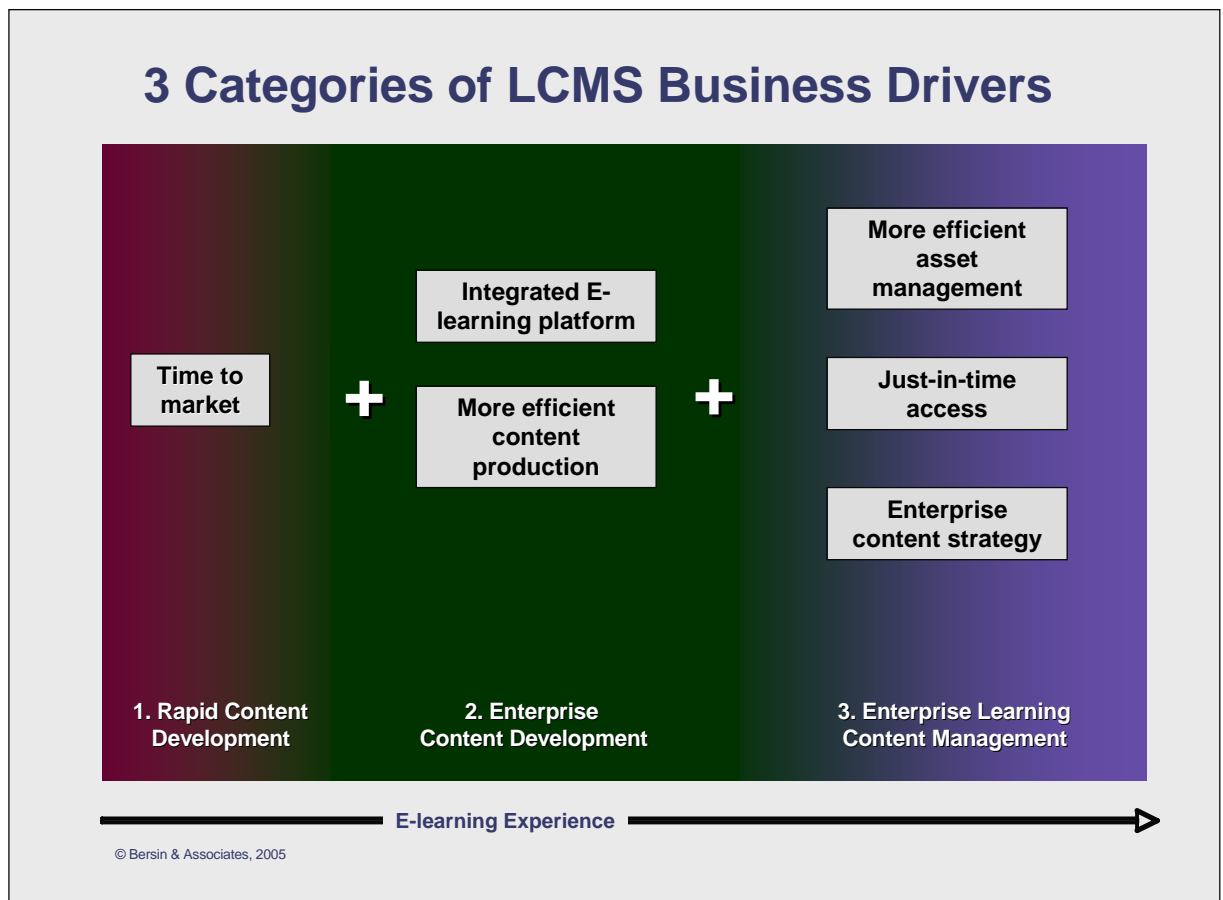 3 Categories of LCMS Business Drivers
Time to
market
+
Integrated E-
learning platform
More efficient
content
production
+
More efficient
asset
management
Just-in-time
access
Enterprise
content strategy
1. Rapid Content
Development
2. Enterprise
Content Development
3. Enterprise Learning
Content Management
E-learning Experience
© Bersin & Associates, 2005